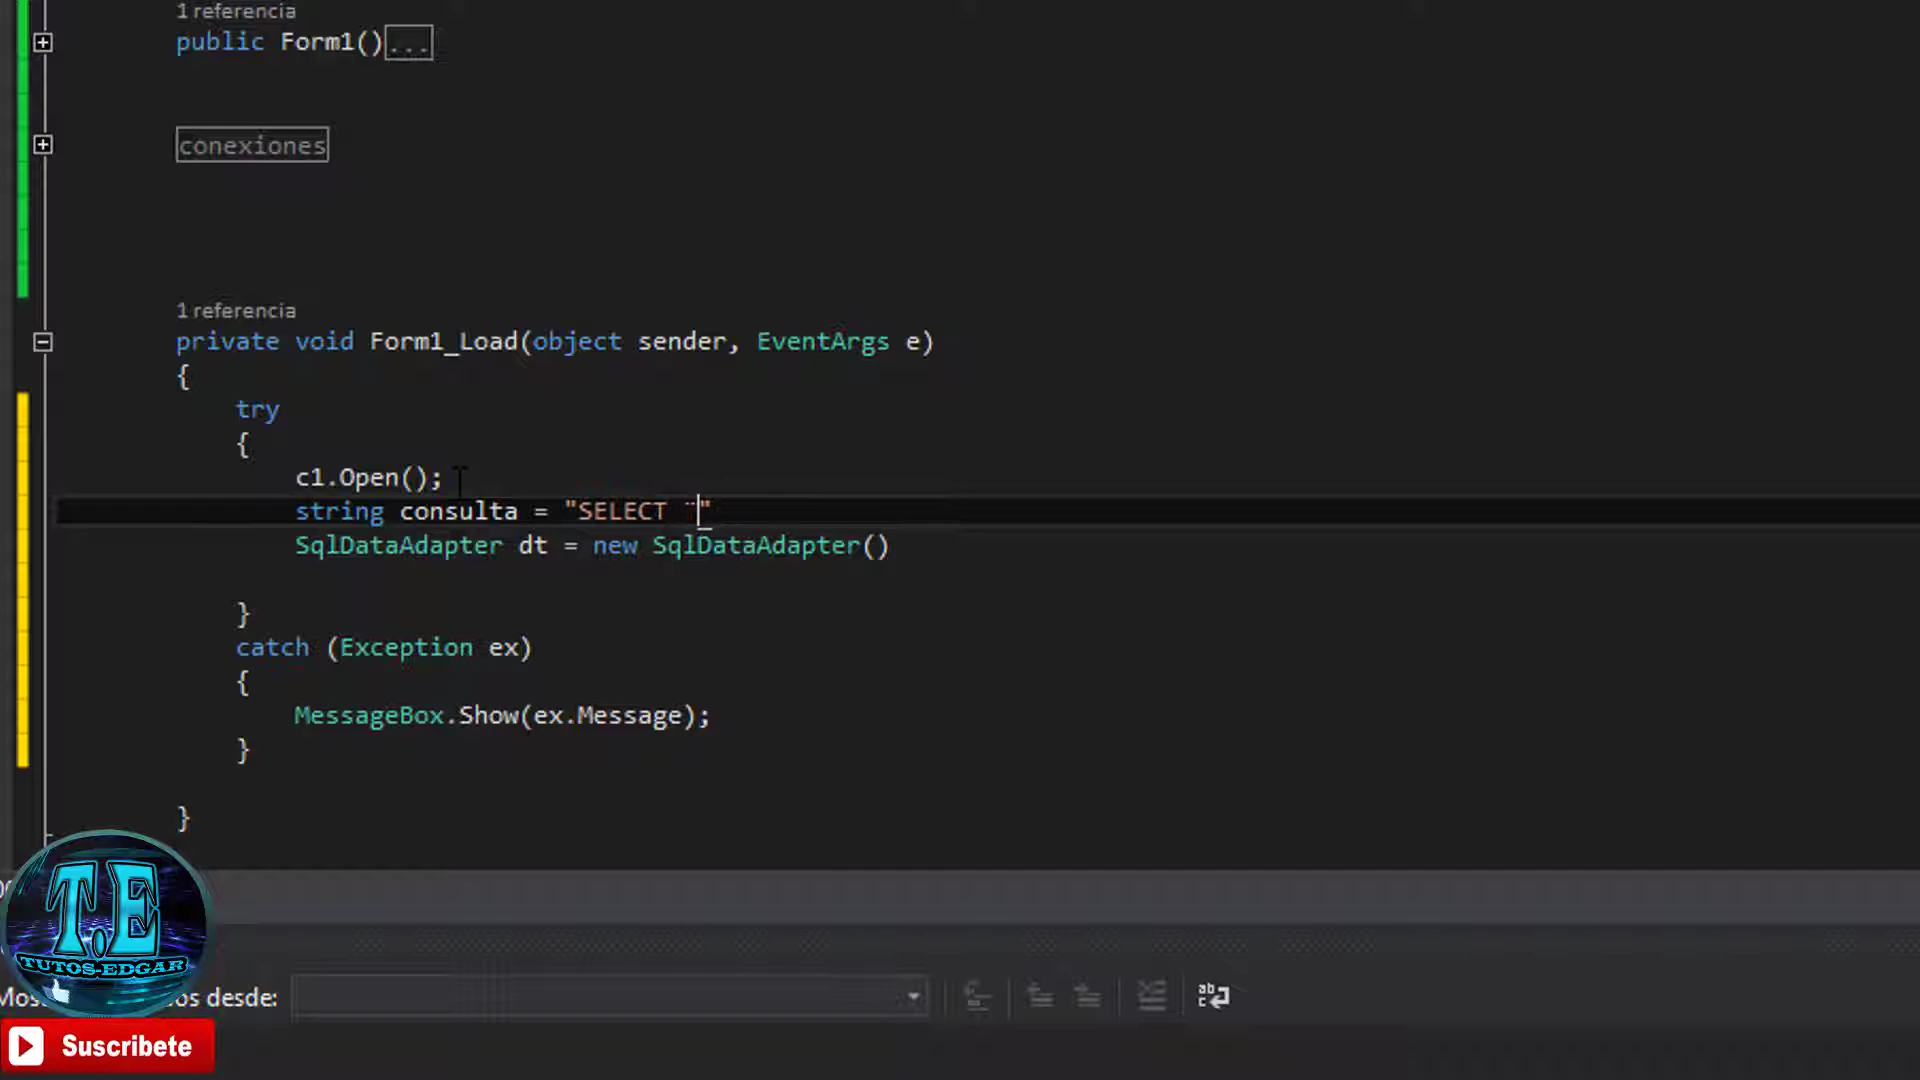 1 referencia
public Form1()...
conexiones
1 referencia
private void Form1_Load(object sender, EventArgs e)
{
try
{
c1.Open();
string consulta = "SELECT ¨"
SqlDataAdapter dt = new SqlDataAdapter()
}
catch (Exception ex)
{
MessageBox.Show(ex.Message);
}
}
T.E
TUTOS-EDGAR
desde:
Suscribete